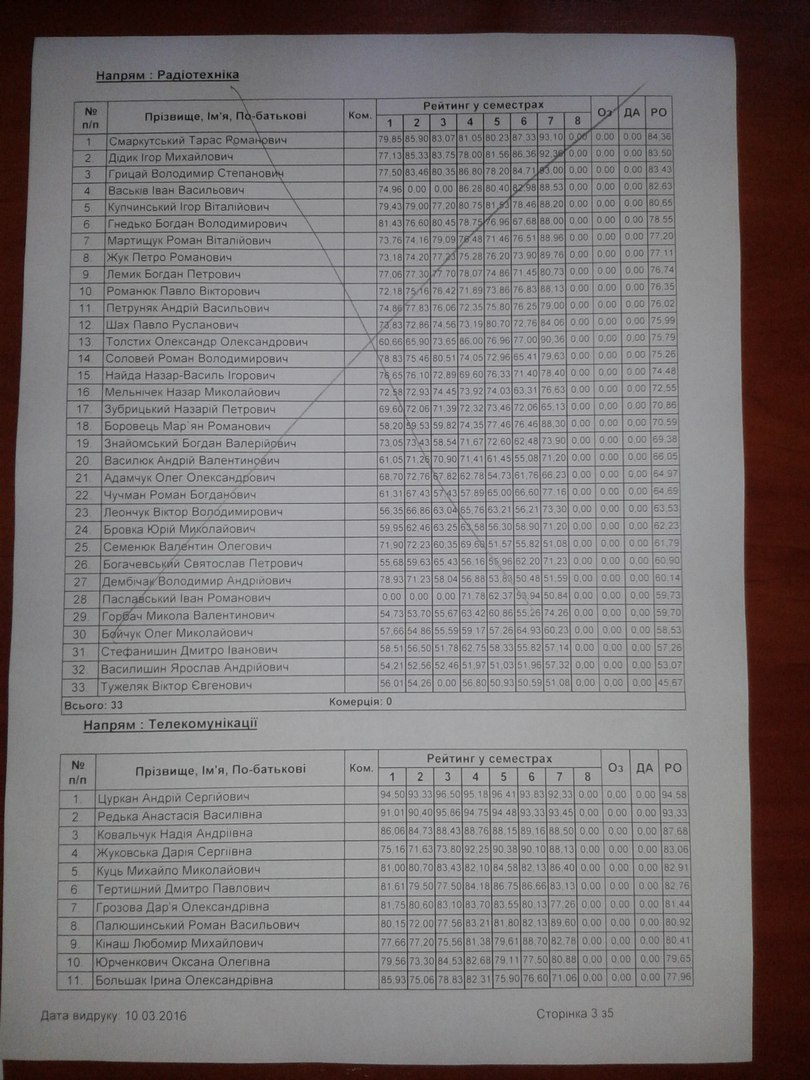 Напрям : Радіотехніка
№ п/п Прізвище, Ім'я, По-батькові Ком. Рейтинг у семестрах Оз ДА РО
1 2 3 4 5 6 7 8
1 Смаркутський Тарас Романович 79.85 85.90 83.07 81.05 80.23 87.33 93.10 0.00 0.00 0.00 84.36
2. Дідик Ігор Михайлович 77.13 85.33 83.75 78.00 81.56 86.36 92.36 0.00 0.00 0.00 83.50
3 Грицай Володимир Степанович 77.50 83.46 80.35 86.80 78.20 84.71 93.00 0.00 0.00 0.00 83.43
4 Васьків Іван Васильович 74.96 0.00 0.00 86.28 80.40 82.98 88.53 0.00 0.00 0.00 82.63
5. Купчинський Ігор Віталійович 79.43 79.00 77.20 80.75 81.53 78.46 88.20 0.00 0.00 0.00 80.65
6 Гнедько Богдан Володимирович 81.43 76.60 80.45 78.75 76.96 67.68 88.00 0.00 0.00 0.00 78.55
7. Мартищук Роман Віталійович 73.76 74.16 79.09 76.48 71.46 76.51 88.96 0.00 0.00 0.00 77.20
8. Жук Петро Романович 73.18 74.20 77.23 75.28 76.20 73.90 89.76 0.00 0.00 0.00 77.11
9. Лемик Богдан Петрович 77.06 77.30 77.70 78.07 74.86 71.45 80.73 0.00 0.00 0.00 76.74
10. Романюк Павло Вікторович 72.18 75.16 76.42 71.89 73.86 76.83 88.13 0.00 0.00 0.00 76.35
11. Петруняк Андрій Васильович 74.86 77.83 76.06 72.35 75.80 76.25 79.00 0.00 0.00 0.00 76.02
12. Шах Павло Русланович 73.83 72.86 74.56 73.19 80.70 72.76 84.06 0.00 0.00 0.00 75.99
13. Толстих Олександр Олександрович 60.66 65.90 73.65 86.00 76.96 77.00 90.36 0.00 0.00 0.00 75.79
14. Соловей Роман Володимирович 78.83 75.46 80.51 74.05 72.96 65.41 79.63 0.00 0.00 0.00 75.26
15 Найда Назар-Василь Ігорович 76.65 76.10 72.89 69.60 76.33 71.40 78.40 0.00 0.00 0.00 74.48
16 Мельнічек Назар Миколайович 72.58 72.93 74.45 73.92 74.03 63.31 76.63 0.00 0.00 0.00 72.55
17. Зубрицький Назарій Петрович 69.60 72.06 71.39 72.32 73.46 72.06 65.13 0.00 0.00 0.00 70.86
18. Боровець Мар`ян Романович 58.20 59.53 59.82 74.35 77.46 76.46 88.30 0.00 0.00 0.00 70.59
19. Знайомський Богдан Валерійович 73.05 73.43 58.54 71.67 72.60 62.48 73.90 0.00 0.00 0.00 69.38
20. Василюк Андрій Валентинович 61.05 71.26 70.90 71.41 61.45 55.08 71.20 0.00 0.00 0.00 66.05
21. Адамчук Олег Олександрович 68.70 72.76 67.82 62.78 54.73 61.76 66.23 0.00 0.00 0.00 64.97
22. Чучман Роман Богданович 61.31 67.43 57.43 57.89 65.00 66.60 77.16 0.00 0.00 0.00 64.69
23. Леончук Віктор Володимирович 56.35 66.86 63.04 65.76 63.21 56.21 73.30 0.00 0.00 0.00 63.53
24. Бровка Юрій Миколайович 59.95 62.46 63.25 63.58 56.30 58.90 71.20 0.00 0.00 0.00 62.23
25. Семенюк Валентин Олегович 71.90 72.23 60.35 69.60 51.57 55.82 51.08 0.00 0.00 0.00 61.79
26. Богачевський Святослав Петрович 55.68 59.63 65.43 56.16 55.96 62.20 71.23 0.00 0.00 0.00 60.90
27. Дембічак Володимир Андрійович 78.93 71.23 58.04 56.88 53.80 50.48 51.59 0.00 0.00 0.00 60.14
28 Паславський Іван Романович 0.00 0.00 0.00 71.78 62.37 53.94 50.84 0.00 0.00 0.00 59.73
29. Горбач Микола Валентинович 54.73 53.70 55.67 63.42 60.86 55.26 74.26 0.00 0.00 0.00 59.70
30. Бойчук Олег Миколайович 57.66 54.86 55.59 59.17 57.26 64.93 60.23 0.00 0.00 0.00 58.53
31. Стефанишин Дмитро Іванович 58.51 56.50 51.78 62.75 58.33 55.82 57.14 0.00 0.00 0.00 57.26
32. Василишин Ярослав Андрійович 54.21 52.56 52.46 51.97 51.03 51.96 57.32 0.00 0.00 0.00 53.07
33. Тужеляк Віктор Євгенович 56.01 54.26 0.00 56.80 50.93 50.59 51.08 0.00 0.00 0.00 45.67
Всього: 33 Комерція: 0
Напрям : Телекомунікації
№ п/п Прізвище, Ім'я, По-батькові Ком. Рейтинг у семестрах Оз ДА РО
1 2 3 4 5 6 7 8
1. Цуркан Андрій Сергійович 94.50 93.33 96.50 95.18 96.41 93.83 92.33 0.00 0.00 0.00 94.58
2. Редька Анастасія Василівна 91.01 90.40 95.86 94.75 94.48 93.33 93.45 0.00 0.00 0.00 93.33
3 Ковальчук Надія Андріївна 86.06 84.73 88.43 88.76 88.15 89.16 88.50 0.00 0.00 0.00 87.68
4. Жуковська Дарія Сергіївна 75.16 71.63 73.80 92.25 90.38 90.10 88.13 0.00 0.00 0.00 83.06
5. Куць Михайло Миколайович 81.00 80.70 83.43 82.10 84.58 82.13 86.40 0.00 0.00 0.00 82.91
6 Тертишний Дмитро Павлович 81.61 79.50 77.50 84.18 86.75 86.66 83.13 0.00 0.00 0.00 82.76
7 Грозова Дар`я Олександрівна 81.75 80.60 83.10 83.70 83.55 80.13 77.26 0.00 0.00 0.00 81.44
8. Палюшинський Роман Васильович 80.15 72.00 77.56 83.21 81.80 82.13 89.60 0.00 0.00 0.00 80.92
9. Кінаш Любомир Михайлович 77.66 77.20 75.56 81.38 79.61 88.70 82.78 0.00 0.00 0.00 80.41
10. Юрченкович Оксана Олегівна 79.56 73.30 84.53 82.68 79.11 77.50 80.88 0.00 0.00 0.00 79.65
11. Большак Ірина Олександрівна 85.93 75.06 78.83 82.31 75.90 76.60 71.06 0.00 0.00 0.00 77.96
Дата видруку: 10.03.2016 Сторінка 3 з5